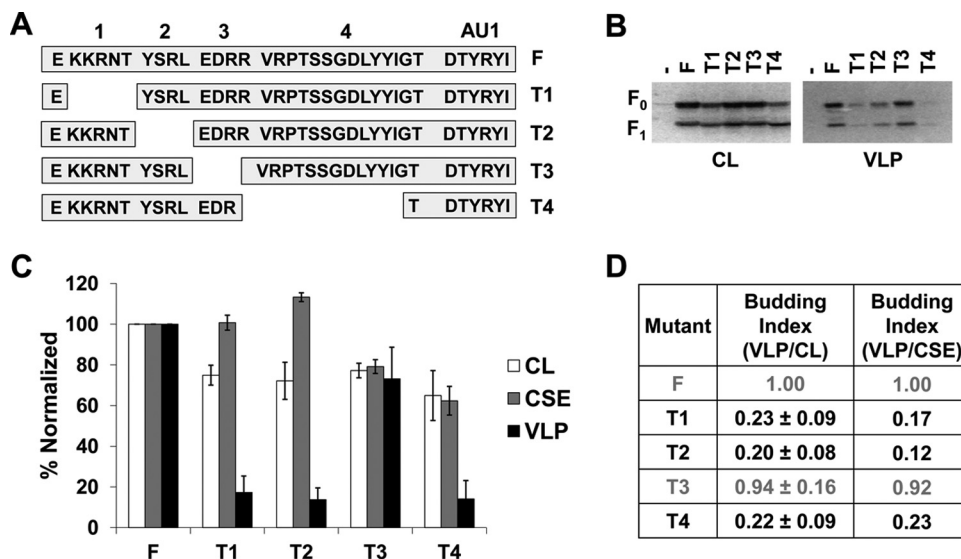 A
1 2 3 4 AU1
E KKRNT YSRL EDRR VRPTSSGDLYYIGT DTYRYI F
E YSRL EDRR VRPTSSGDLYYIGT DTYRYI T1
E KKRNT EDRR VRPTSSGDLYYIGT DTYRYI T2
E KKRNT YSRL VRPTSSGDLYYIGT DTYRYI T3
E KKRNT YSRL EDR T DTYRYI T4
B
- F T1 T2 T3 T4 - F T1 T2 T3 T4
F0
F1
CL VLP
C
% Normalized
120
100
80
60
40
20
0
F T1 T2 T3 T4
CL
CSE
VLP
D
Mutant Budding Index (VLP/CL) Budding Index (VLP/CSE)
F 1.00 1.00
T1 0.23 ± 0.09 0.17
T2 0.20 ± 0.08 0.12
T3 0.94 ± 0.16 0.92
T4 0.22 ± 0.09 0.23